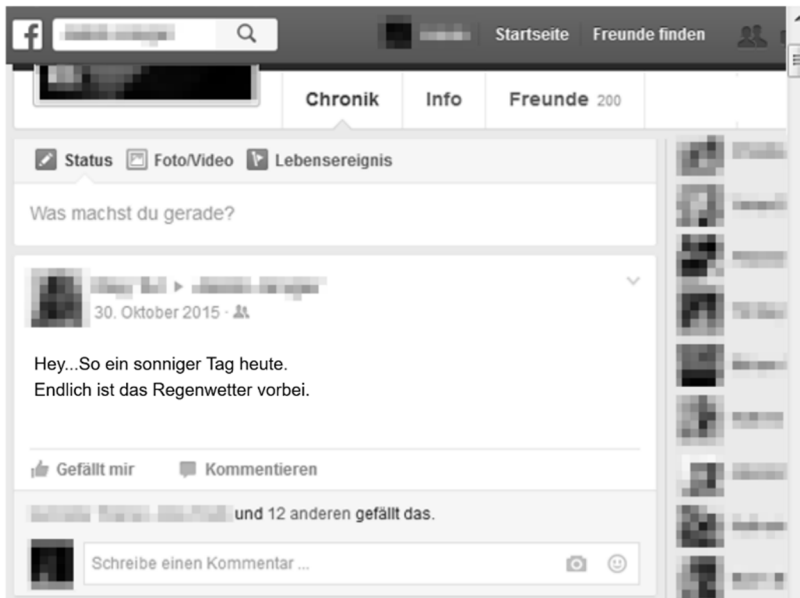 f
Startseite Freunde finden
Chronik Info Freunde 200
Status Foto/Video Lebensereignis
Was machst du gerade?
30. Oktober 2015 ·
Hey...So ein sonniger Tag heute.
Endlich ist das Regenwetter vorbei.
Gefällt mir Kommentieren
und 12 anderen gefällt das.
Schreibe einen Kommentar ...